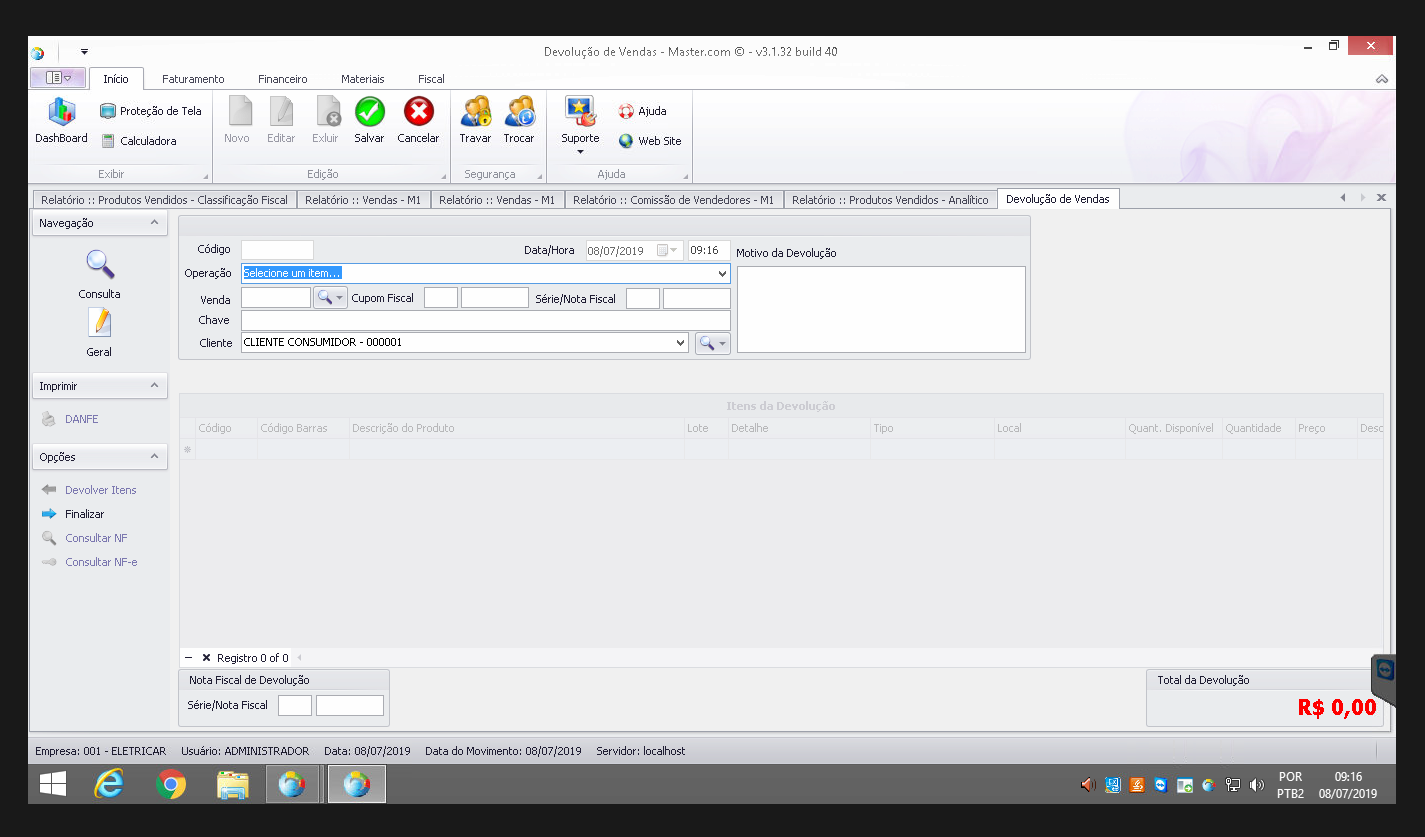 Devolução de Vendas - Master.com © - v3.1.32 build 40
Início Faturamento Financeiro Materiais Fiscal
DashBoard Proteção de Tela Calculadora Novo Editar Exluir Salvar Cancelar Travar Trocar Suporte Ajuda Web Site
Exibir Edição Segurança Ajuda
Relatório :: Produtos Vendidos - Classificação Fiscal Relatório :: Vendas - M1 Relatório :: Vendas - M1 Relatório :: Comissão de Vendedores - M1 Relatório :: Produtos Vendidos - Analítico Devolução de Vendas
Navegação
Consulta
Geral
Imprimir
DANFE
Opções
Devolver Itens
Finalizar
Consultar NF
Consultar NF-e
Código Data/Hora 08/07/2019 09:16 Motivo da Devolução
Operação Selecione um item...
Venda Cupom Fiscal Série/Nota Fiscal
Chave
Cliente CLIENTE CONSUMIDOR - 000001
Itens da Devolução
Código Código Barras Descrição do Produto Lote Detalhe Tipo Local Quant. Disponível Quantidade Preço Desc
Registro 0 of 0
Nota Fiscal de Devolução
Série/Nota Fiscal
Total da Devolução
R$ 0,00
Empresa: 001 - ELETRICAR Usuário: ADMINISTRADOR Data: 08/07/2019 Data do Movimento: 08/07/2019 Servidor: localhost
POR 09:16
PTB2 08/07/2019